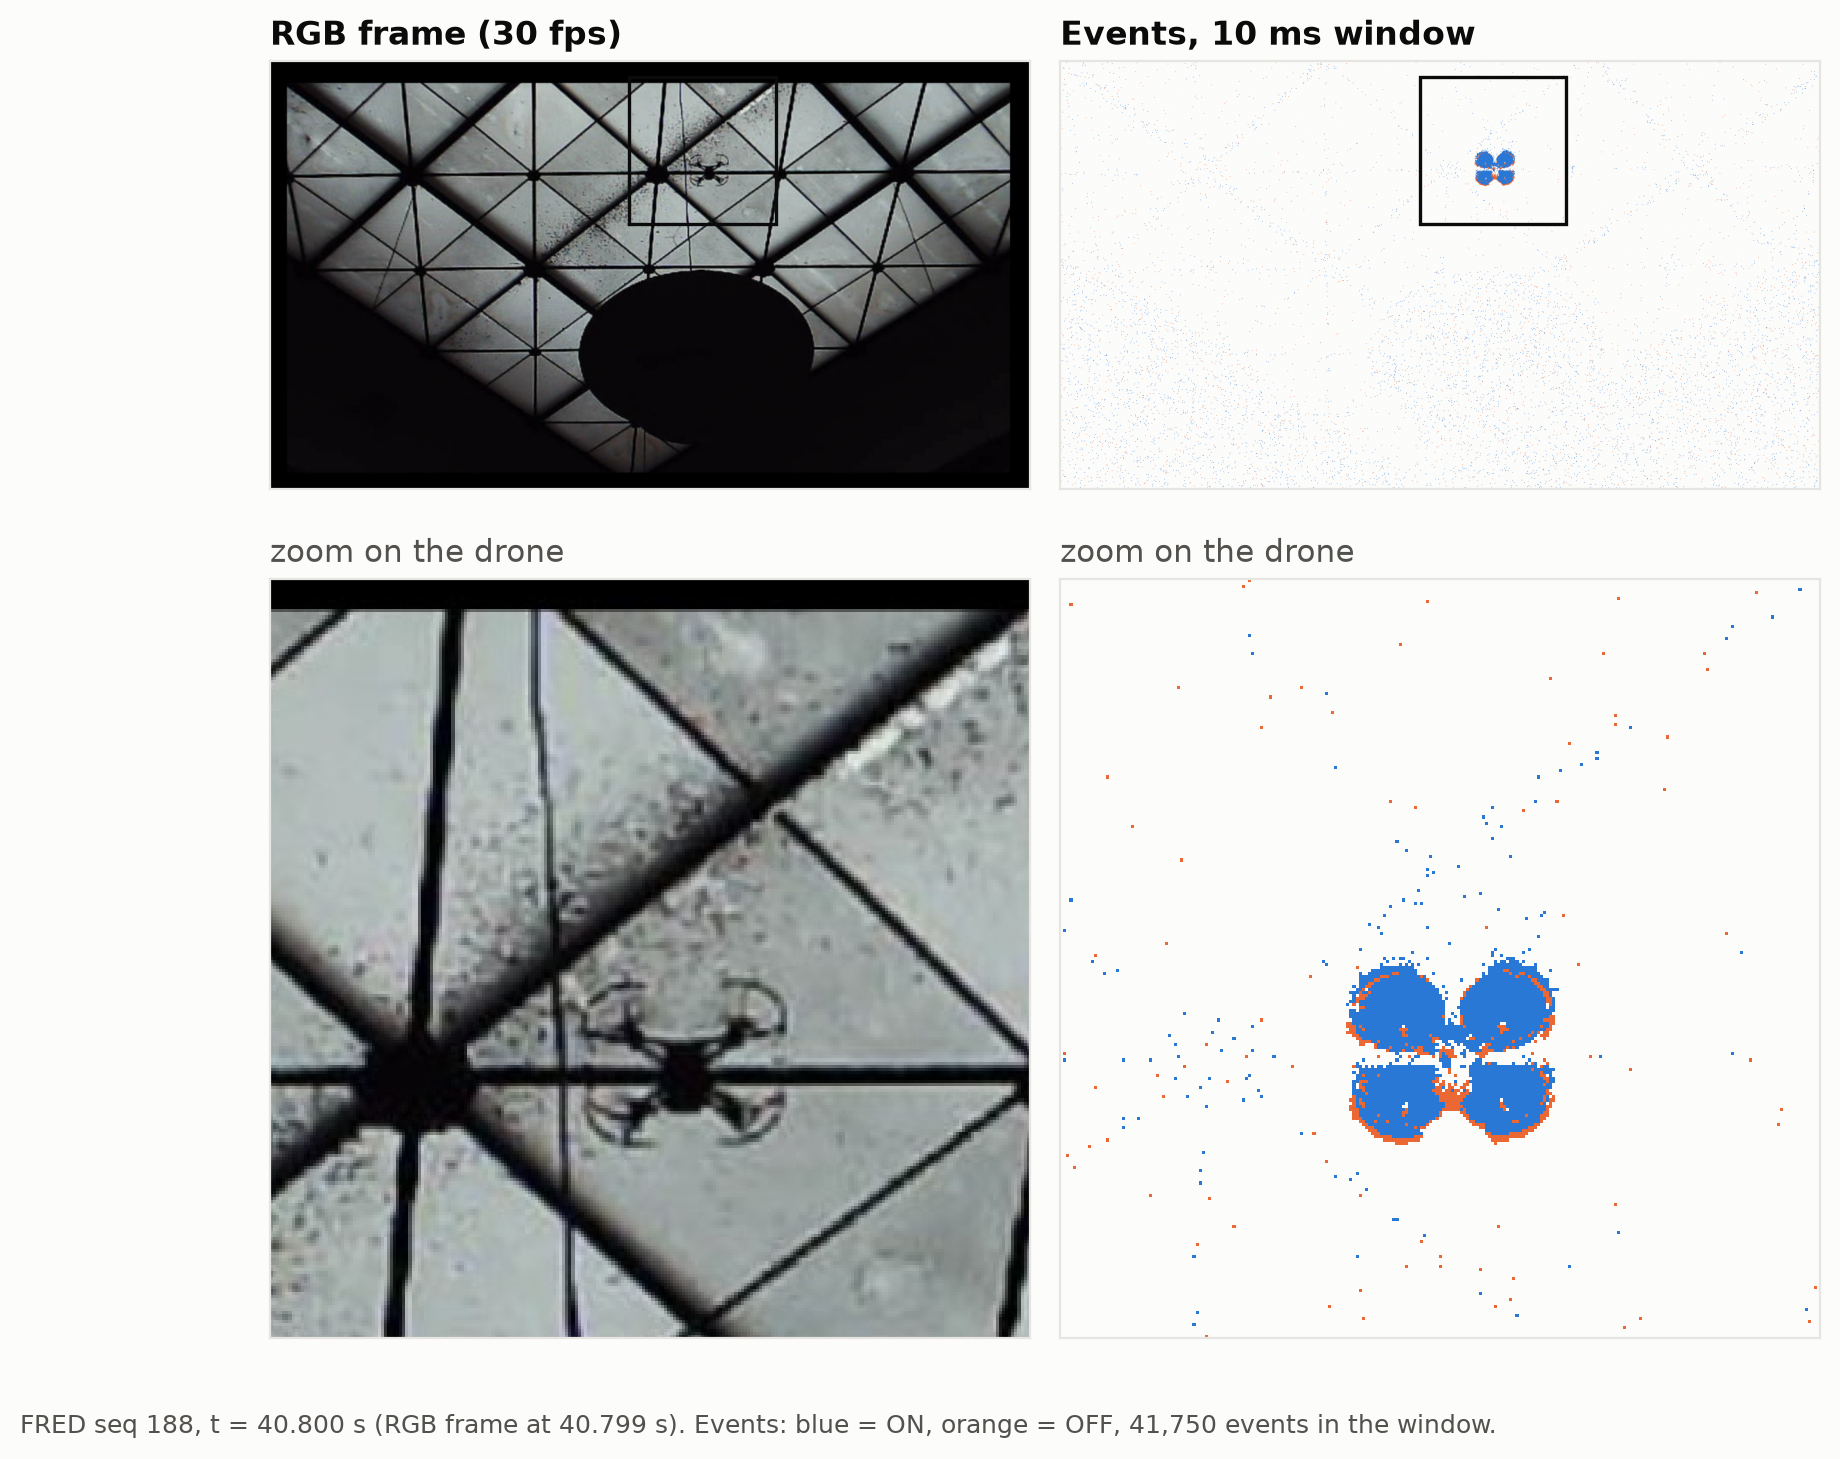 RGB frame (30 fps)
Events, 10 ms window
zoom on the drone
zoom on the drone
FRED seq 188, t = 40.800 s (RGB frame at 40.799 s). Events: blue = ON, orange = OFF, 41,750 events in the window.